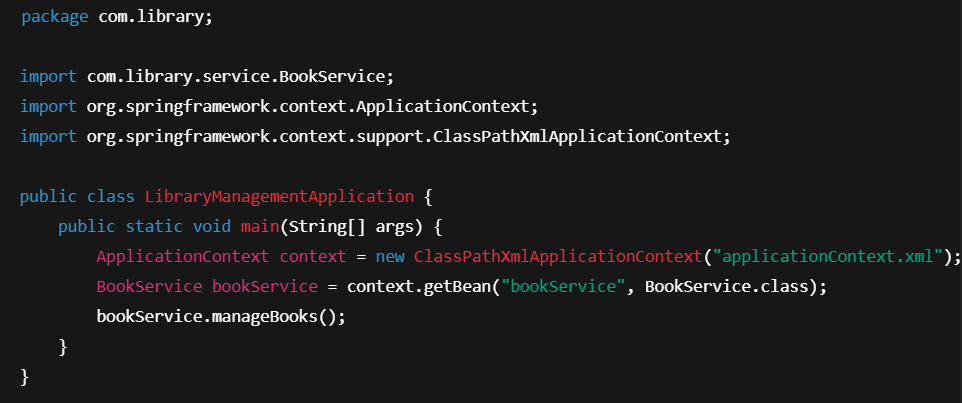 package com.library;
import com.library.service.BookService;
import org.springframework.context.ApplicationContext;
import org.springframework.context.support.ClassPathXmlApplicationContext;
public class LibraryManagementApplication {
    public static void main(String[] args) {
        ApplicationContext context = new ClassPathXmlApplicationContext("applicationContext.xml");
        BookService bookService = context.getBean("bookService", BookService.class);
        bookService.manageBooks();
    }
}